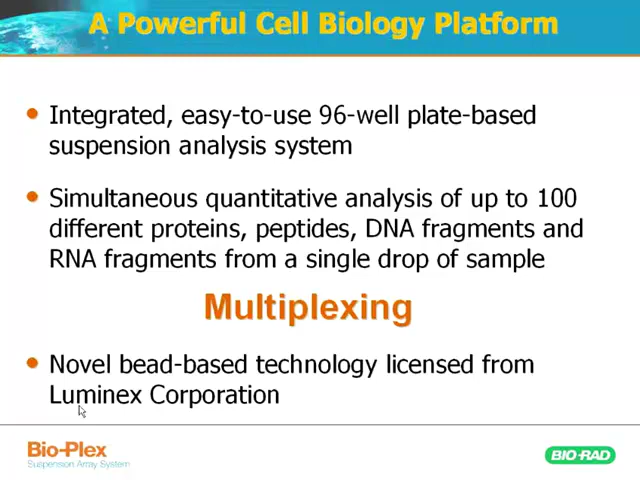 A Powerful Cell Biology Platform
Integrated, easy-to-use 96-well plate-based
suspension analysis system
Simultaneous quantitative analysis of up to 100
different proteins, peptides, DNA fragments and
RNA fragments from a single drop of sample
Multiplexing
Novel bead-based technology licensed from
Luminex Corporation
Bio-Plex
Suspension Array System
BIO-RAD